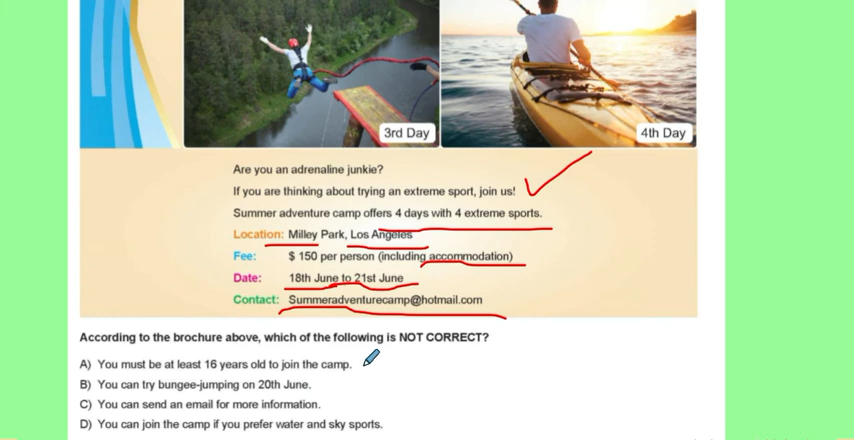 3rd Day
4th Day
Are you an adrenaline junkie?
If you are thinking about trying an extreme sport, join us!
Summer adventure camp offers 4 days with 4 extreme sports.
Location: Milley Park, Los Angeles
Fee: $ 150 per person (including accommodation)
Date: 18th June to 21st June
Contact: Summeradventurecamp@hotmail.com
According to the brochure above, which of the following is NOT CORRECT?
A) You must be at least 16 years old to join the camp.
B) You can try bungee-jumping on 20th June.
C) You can send an email for more information.
D) You can join the camp if you prefer water and sky sports.